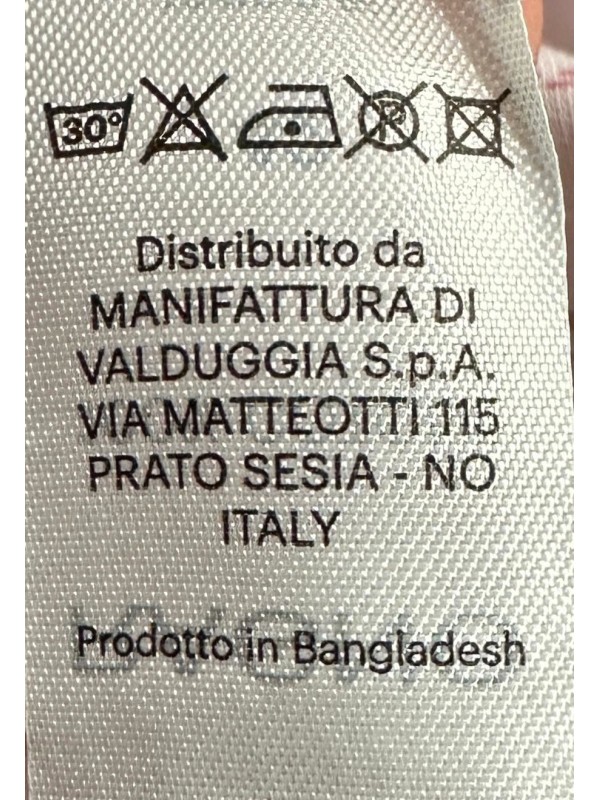 30°
P
Distribuito da
MANIFATTURA DI
VALDUGGIA S.p.A.
VIA MATTEOTTI 115
PRATO SESIA - NO
ITALY
Prodotto in Bangladesh